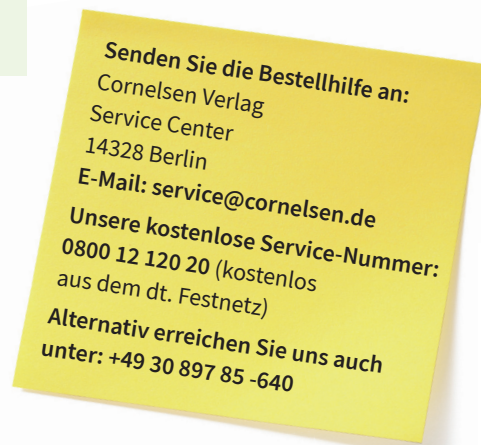 Senden Sie die Bestellhilfe an:
Cornelsen Verlag
Service Center
14328 Berlin
E-Mail: service@cornelsen.de
Unsere kostenlose Service-Nummer:
0800 12 120 20 (kostenlos
aus dem dt. Festnetz)
Alternativ erreichen Sie uns auch
unter: +49 30 897 85 -640